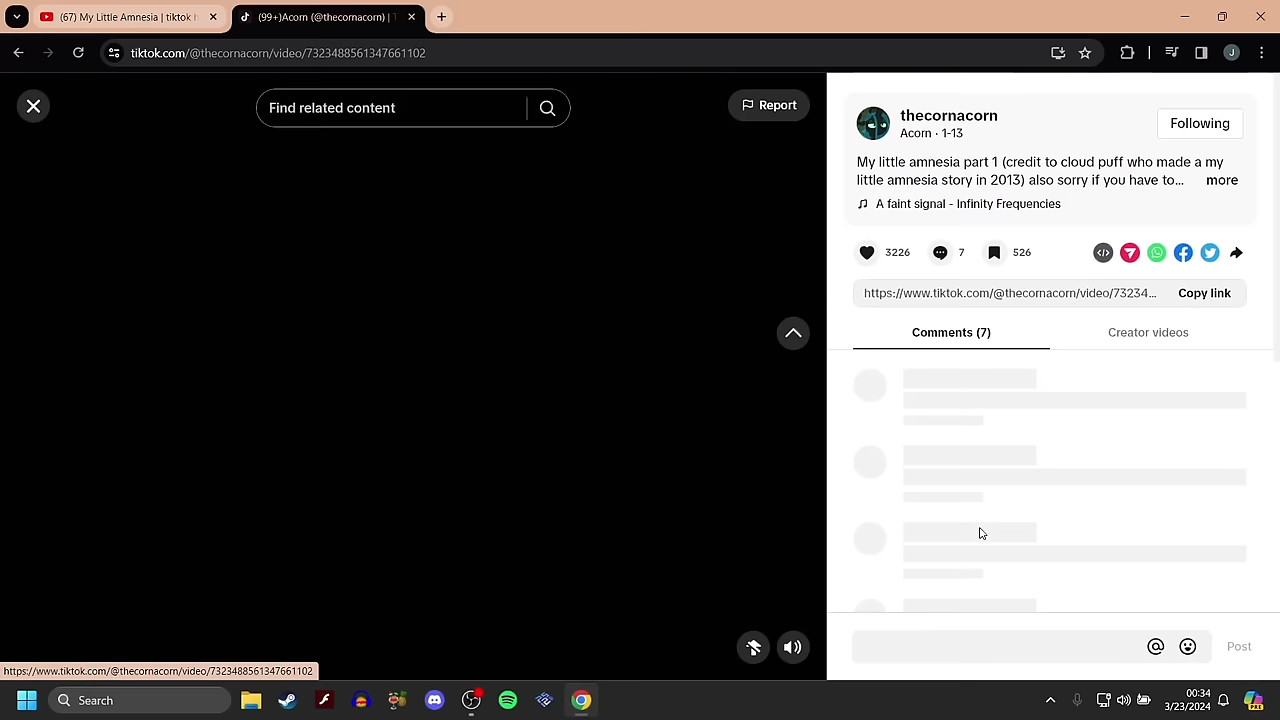 (67) My Little Amnesia | tiktok h
(99+)Acorn (@thecornacorn) | T
tiktok.com/@thecornacorn/video/7323488561347661102
J
Find related content
Report
thecornacorn
Acorn · 1-13
Following
My little amnesia part 1 (credit to cloud puff who made a my
little amnesia story in 2013) also sorry if you have to... more
A faint signal - Infinity Frequencies
3226
7
526
https://www.tiktok.com/@thecornacorn/video/73234... Copy link
Comments (7)
Creator videos
Post
https://www.tiktok.com/@thecornacorn/video/7323488561347661102
Search
00:34
3/23/2024
PRE